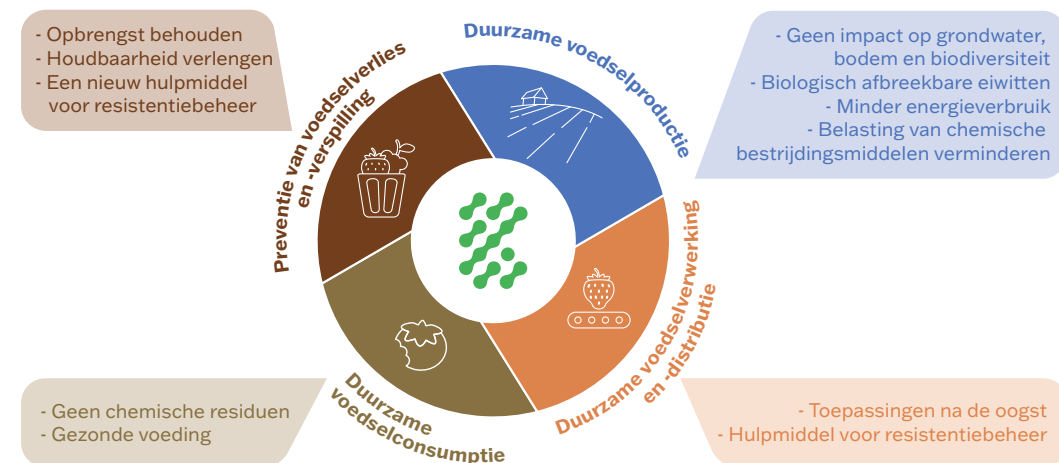 - Opbrengst behouden
- Houdbaarheid verlengen
- Een nieuw hulpmiddel
voor resistentiebeheer
Preventie van voedselverlies
en -verspilling
Duurzame voedselproductie
- Geen impact op grondwater,
bodem en biodiversiteit
- Biologisch afbreekbare eiwitten
- Minder energieverbruik
- Belasting van chemische
bestrijdingsmiddelen verminderen
Duurzame voedselverwerking
en -distributie
- Geen chemische residuen
- Gezonde voeding
Duurzame
voedselconsumptie
- Toepassingen na de oogst
- Hulpmiddel voor resistentiebeheer